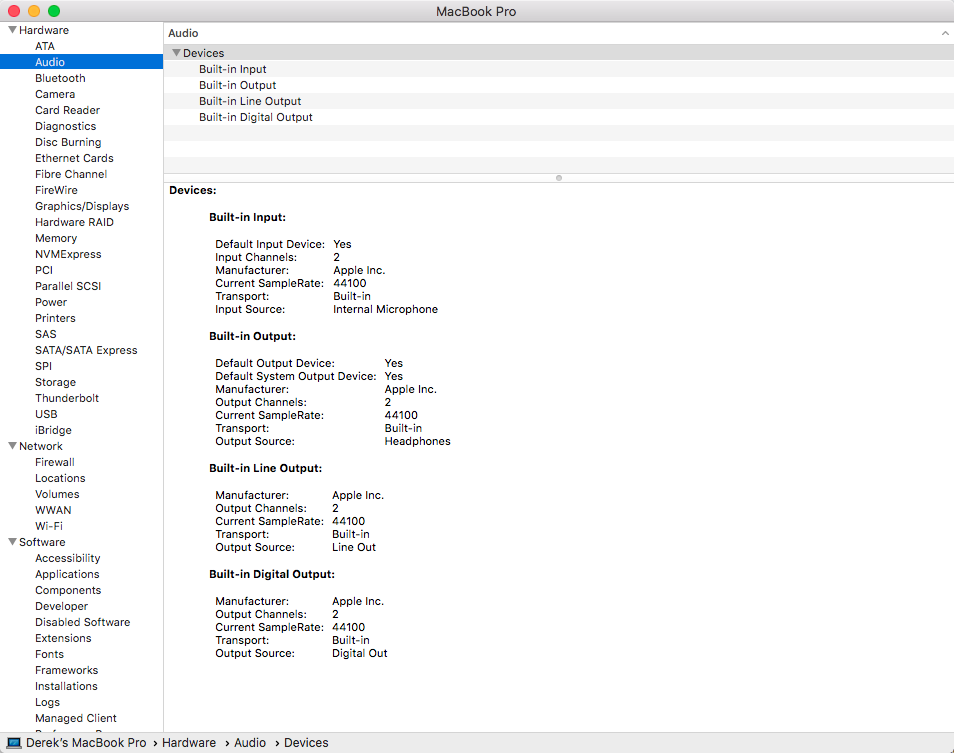 MacBook Pro
Hardware
ATA
Audio
Bluetooth
Camera
Card Reader
Diagnostics
Disc Burning
Ethernet Cards
Fibre Channel
FireWire
Graphics/Displays
Hardware RAID
Memory
NVMExpress
PCI
Parallel SCSI
Power
Printers
SAS
SATA/SATA Express
SPI
Storage
Thunderbolt
USB
iBridge
Network
Firewall
Locations
Volumes
WWAN
Wi-Fi
Software
Accessibility
Applications
Components
Developer
Disabled Software
Extensions
Fonts
Frameworks
Installations
Logs
Managed Client
Audio
Devices
Built-in Input
Built-in Output
Built-in Line Output
Built-in Digital Output
Devices:
Built-in Input:
Default Input Device: Yes
Input Channels: 2
Manufacturer: Apple Inc.
Current SampleRate: 44100
Transport: Built-in
Input Source: Internal Microphone
Built-in Output:
Default Output Device: Yes
Default System Output Device: Yes
Manufacturer: Apple Inc.
Output Channels: 2
Current SampleRate: 44100
Transport: Built-in
Output Source: Headphones
Built-in Line Output:
Manufacturer: Apple Inc.
Output Channels: 2
Current SampleRate: 44100
Transport: Built-in
Output Source: Line Out
Built-in Digital Output:
Manufacturer: Apple Inc.
Output Channels: 2
Current SampleRate: 44100
Transport: Built-in
Output Source: Digital Out
Derek's MacBook Pro › Hardware › Audio › Devices